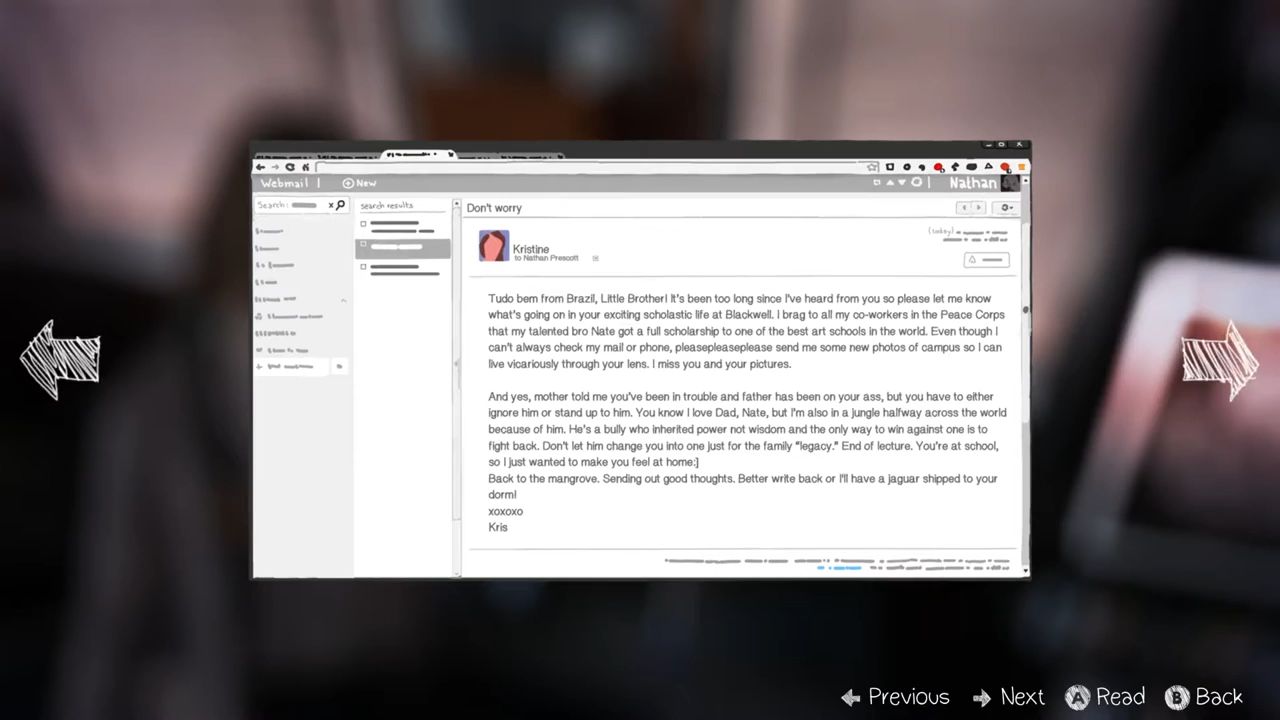 Webmail | New
Nathan
Search:
search results
Don't worry
Kristine
to Nathan Prescott
(today)
Tudo bem from Brazil, Little Brother! It's been too long since I've heard from you so please let me know
what's going on in your exciting scholastic life at Blackwell. I brag to all my co-workers in the Peace Corps
that my talented bro Nate got a full scholarship to one of the best art schools in the world. Even though I
can't always check my mail or phone, pleasepleaseplease send me some new photos of campus so I can
live vicariously through your lens. I miss you and your pictures.
And yes, mother told me you've been in trouble and father has been on your ass, but you have to either
ignore him or stand up to him. You know I love Dad, Nate, but I'm also in a jungle halfway across the world
because of him. He's a bully who inherited power not wisdom and the only way to win against one is to
fight back. Don't let him change you into one just for the family "legacy." End of lecture. You're at school,
so I just wanted to make you feel at home:]
Back to the mangrove. Sending out good thoughts. Better write back or I'll have a jaguar shipped to your
dorm!
xoxoxo
Kris
Previous
Next
A Read
B Back